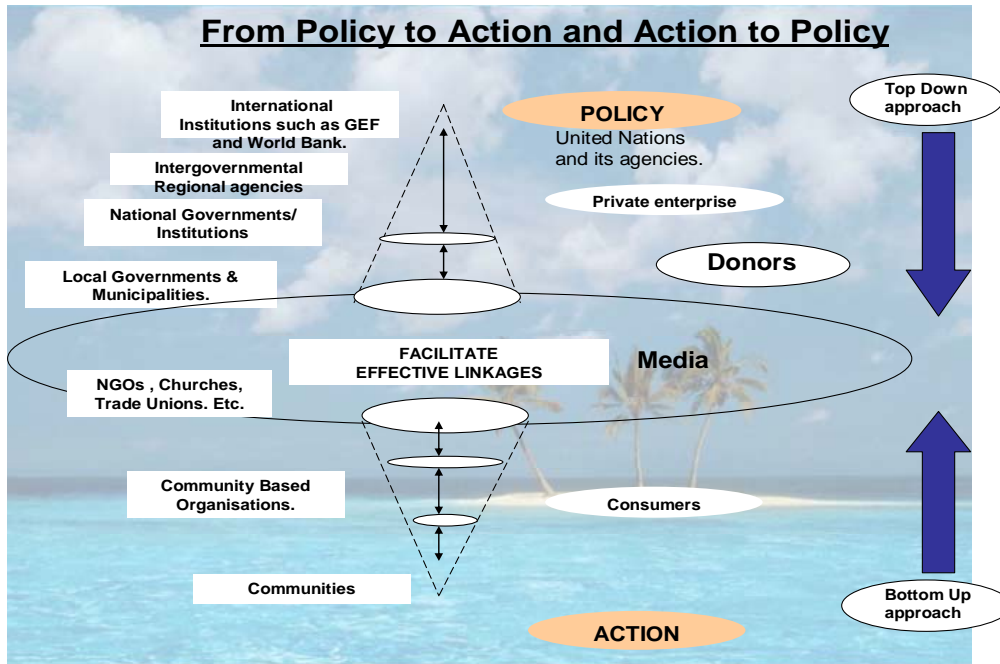 From Policy to Action and Action to Policy
International
Institutions such as GEF
and World Bank.
POLICY
United Nations
and its agencies.
Top Down
approach
Intergovernmental
Regional agencies
Private enterprise
National Governments/
Institutions
Donors
Local Governments &
Municipalities.
FACILITATE
EFFECTIVE LINKAGES
Media
NGOs , Churches,
Trade Unions. Etc.
Community Based
Organisations.
Consumers
Communities
Bottom Up
approach
ACTION